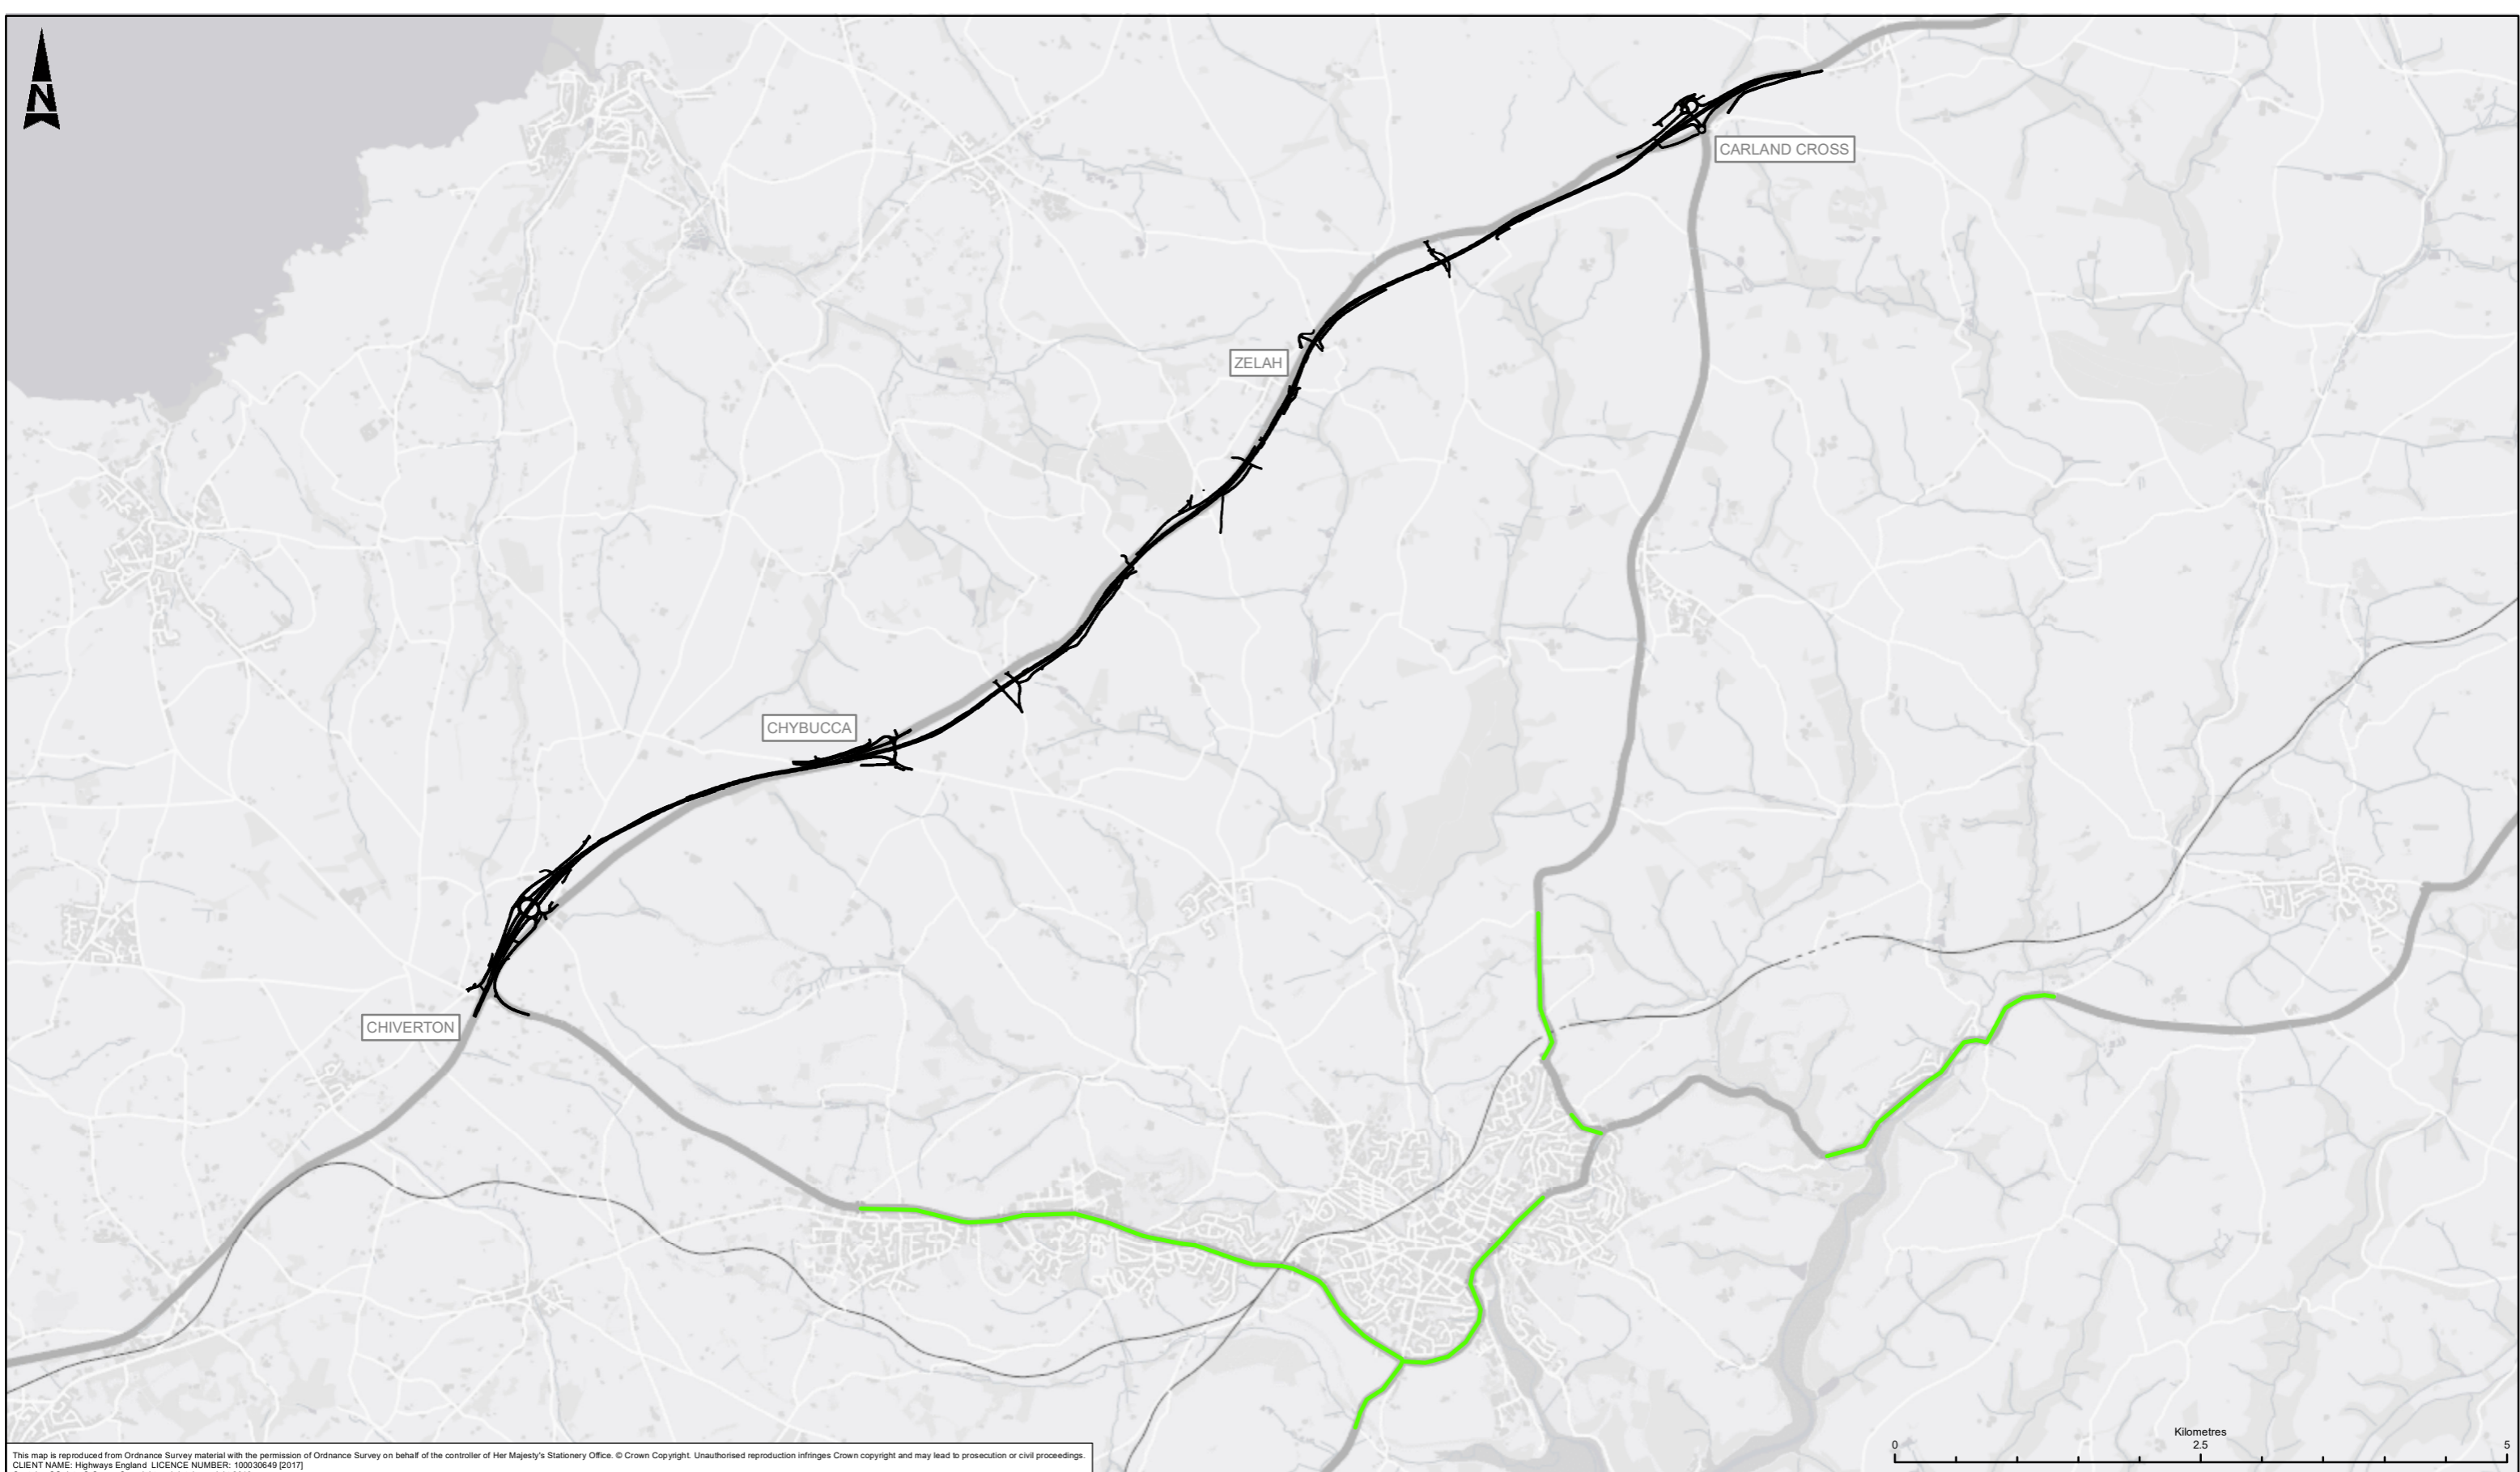 N
CARLAND CROSS
ZELAH
CHYBUCCA
CHIVERTON
Kilometres
0 2.5 5
This map is reproduced from Ordnance Survey material with the permission of Ordnance Survey on behalf of the controller of Her Majesty's Stationery Office. © Crown Copyright. Unauthorised reproduction infringes Crown copyright and may lead to prosecution or civil proceedings.
CLIENT NAME: Highways England LICENCE NUMBER: 100030649 [2017]